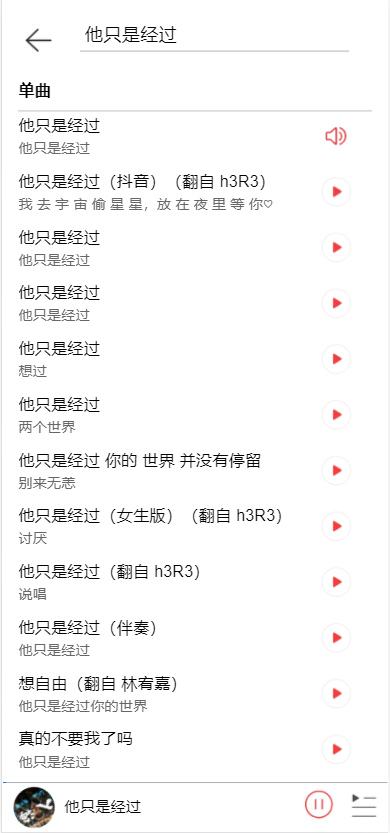 他只是经过
单曲
他只是经过
他只是经过
他只是经过（抖音）（翻自 h3R3）
我 去 宇 宙 偷 星 星，放 在 夜 里 等 你♡
他只是经过
他只是经过
他只是经过
他只是经过
他只是经过
想过
他只是经过
两个世界
他只是经过 你的 世界 并没有停留
别来无恙
他只是经过（女生版）（翻自 h3R3）
讨厌
他只是经过（翻自 h3R3）
说唱
他只是经过（伴奏）
他只是经过
想自由（翻自 林宥嘉）
他只是经过你的世界
真的不要我了吗
他只是经过
他只是经过